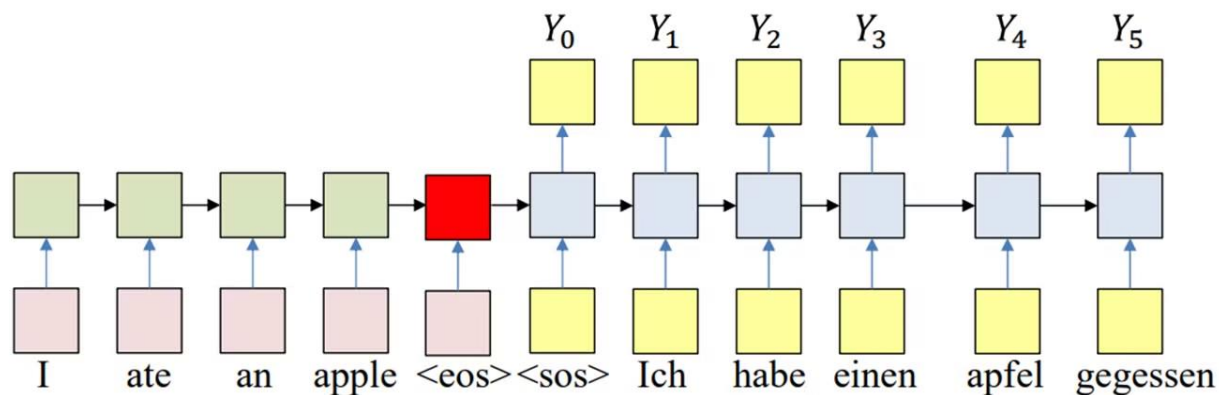 Y₀ Y₁ Y₂ Y₃ Y₄ Y₅
I ate an apple <eos> <sos> Ich habe einen apfel gegessen